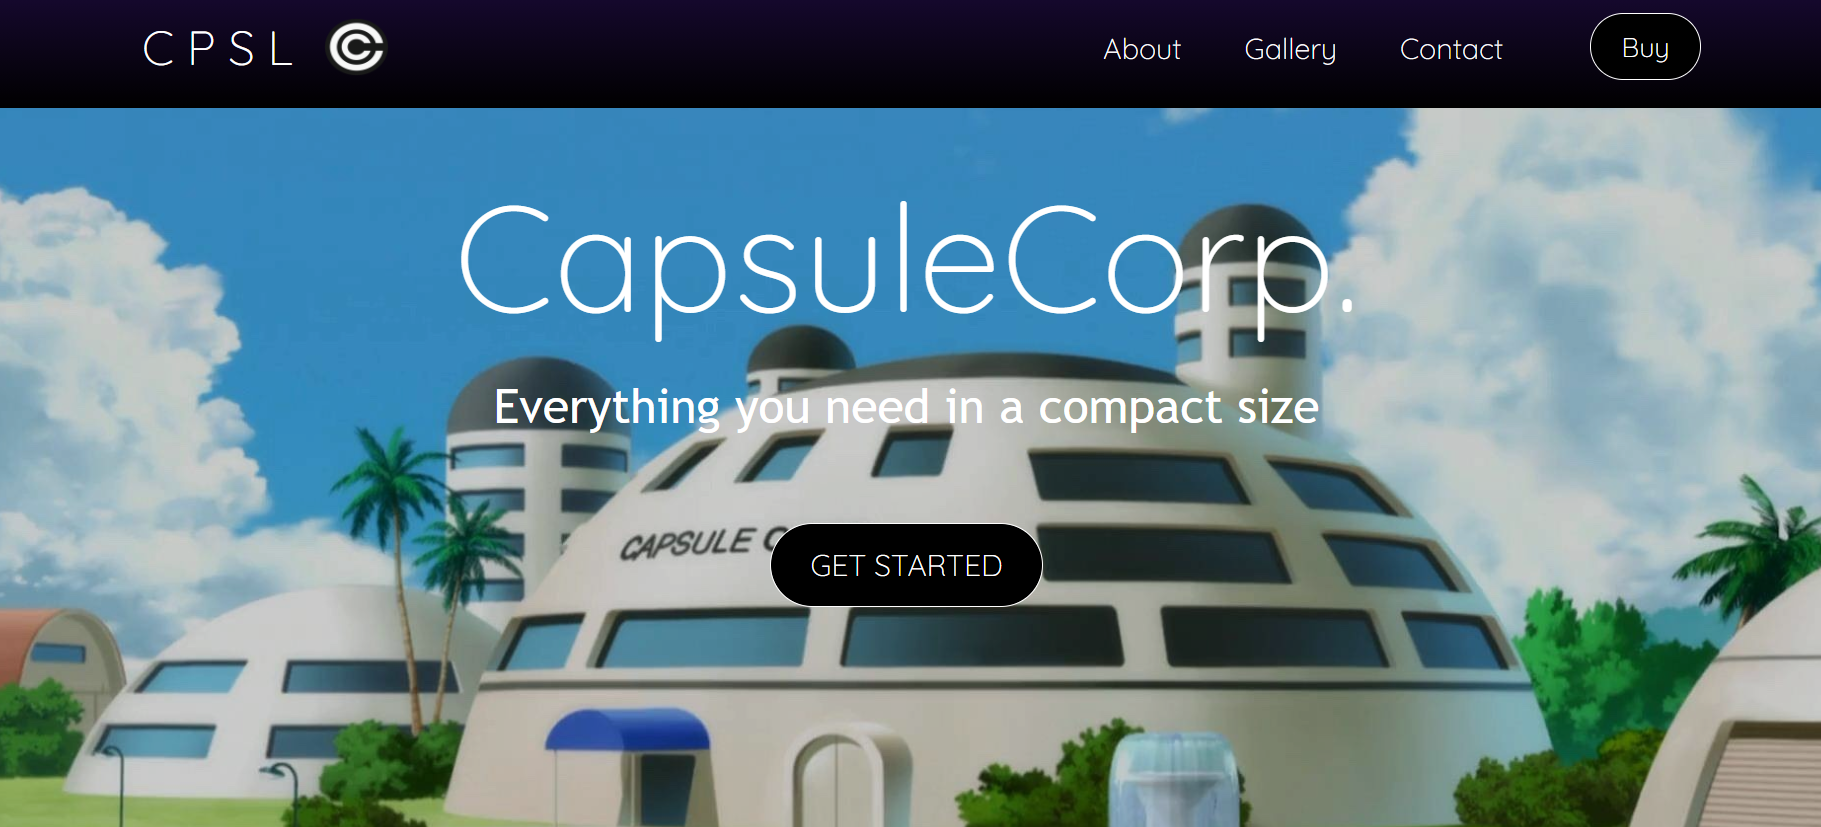 CPSL
About Gallery Contact Buy
CapsuleCorp.
Everything you need in a compact size
CAPSULE C
GET STARTED